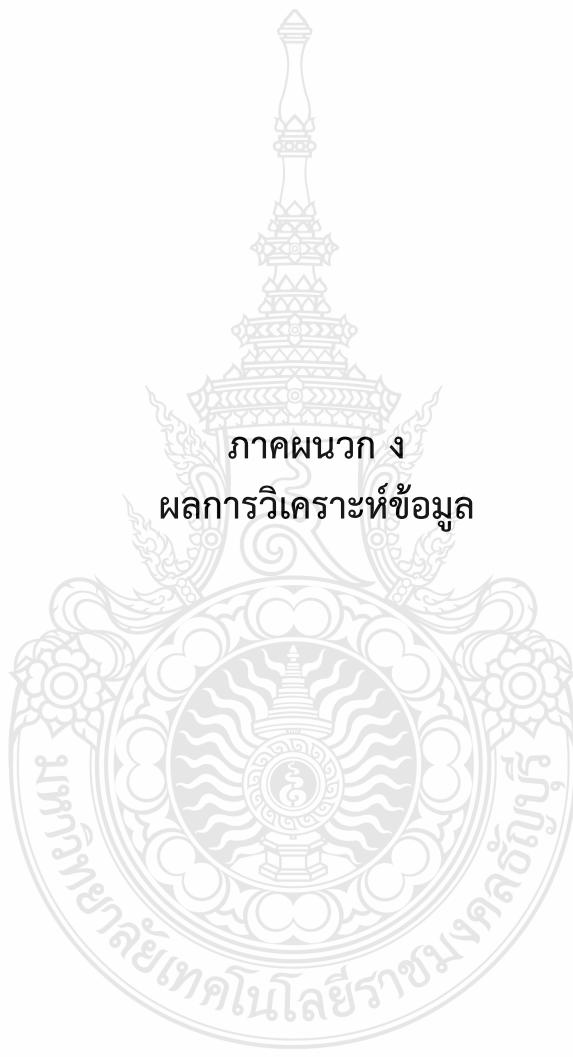 ภาคผนวก ง
ผลการวิเคราะห์ข้อมูล
มหาวิทยาลัยเทคโนโลยีราชมงคลธัญบุรี